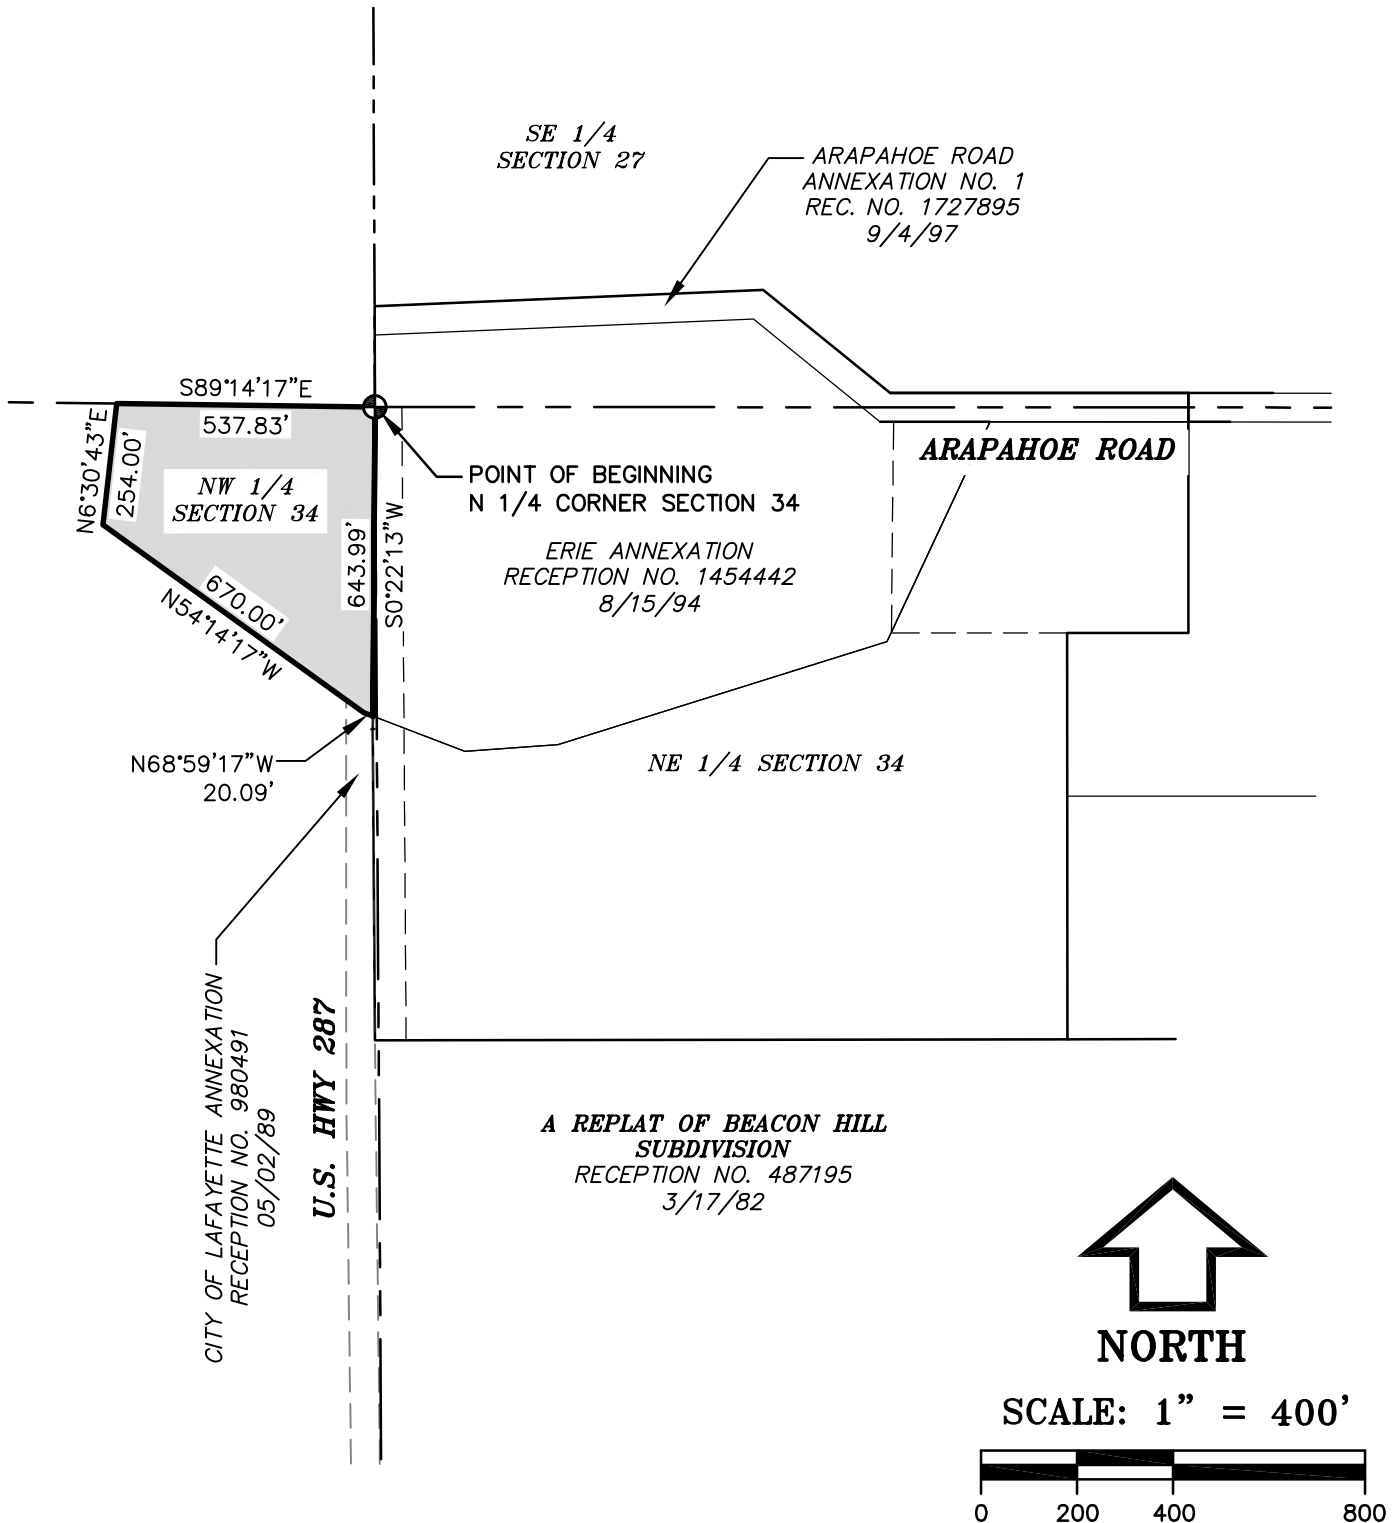 SE 1/4
SECTION 27
ARAPAHOE ROAD
ANNEXATION NO. 1
REC. NO. 1727895
9/4/97
S89°14'17"E
537.83'
N6°30'43"E
254.00'
NW 1/4
SECTION 34
ARAPAHOE ROAD
POINT OF BEGINNING
N 1/4 CORNER SECTION 34
643.99'
S0°22'13"W
ERIE ANNEXATION
RECEPTION NO. 1454442
8/15/94
670.00'
N54°14'17"W
N68°59'17"W
20.09'
NE 1/4 SECTION 34
CITY OF LAFAYETTE ANNEXATION
RECEPTION NO. 980491
05/02/89
U.S. HWY 287
A REPLAT OF BEACON HILL
SUBDIVISION
RECEPTION NO. 487195
3/17/82
NORTH
SCALE: 1" = 400'
0 200 400 800